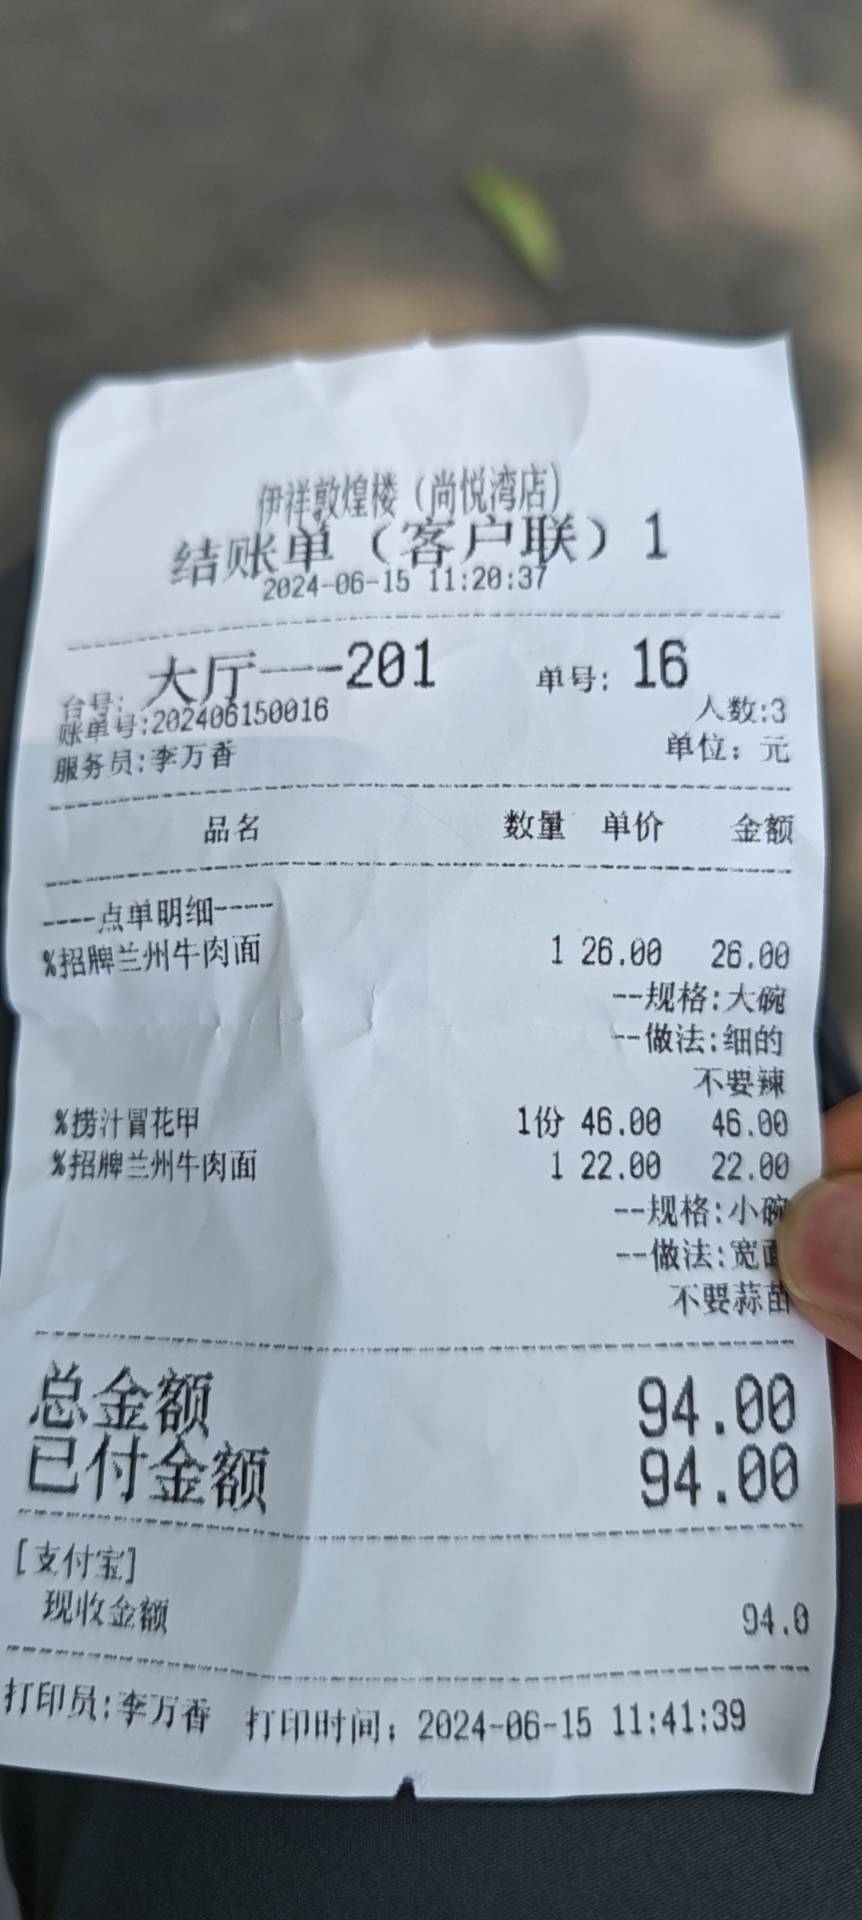 伊祥敦煌楼（尚悦湾店）
结账单（客户联）1
2024-06-15 11:20:37
台号: 大厅---201 单号: 16
账单号:202406150016 人数:3
服务员:李万香 单位: 元
品名 数量 单价 金额
----点单明细----
%招牌兰州牛肉面 1 26.00 26.00
--规格:大碗
--做法:细的
不要辣
%捞汁冒花甲 1份 46.00 46.00
%招牌兰州牛肉面 1 22.00 22.00
--规格:小碗
--做法:宽面
不要蒜苗
总金额 94.00
已付金额 94.00
[支付宝]
现收金额 94.0
打印员:李万香 打印时间: 2024-06-15 11:41:39